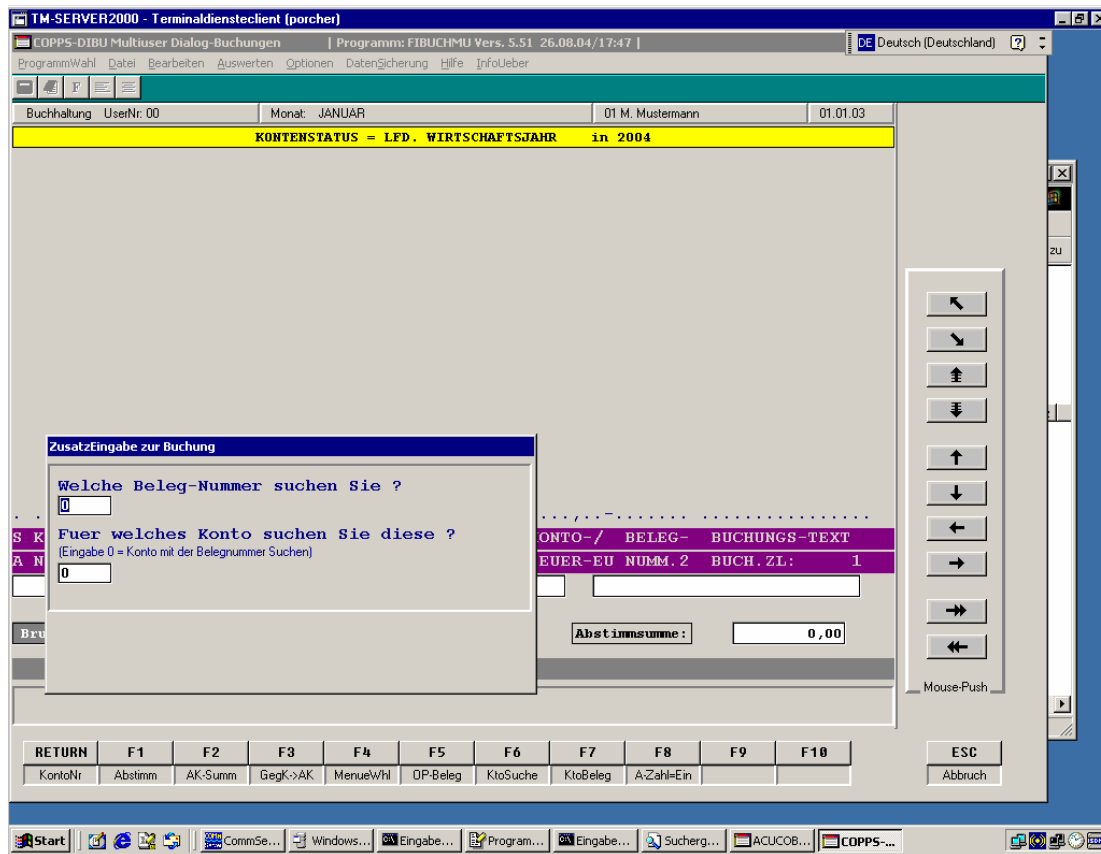 TM-SERVER2000 - Terminaldiensteclient (porcher)
COPPS-DIBU Multiuser Dialog-Buchungen | Programm: FIBUCHMU Vers. 5.51 26.08.04/17:47 |
DE Deutsch (Deutschland)
ProgrammWahl Datei Bearbeiten Auswerten Optionen DatenSicherung Hilfe InfoUeber
F
Buchhaltung UserNr: 00 Monat: JANUAR 01 M. Mustermann 01.01.03
KONTENSTATUS = LFD. WIRTSCHAFTSJAHR in 2004
zu
ZusatzEingabe zur Buchung
Welche Beleg-Nummer suchen Sie ?
0
Fuer welches Konto suchen Sie diese ?
(Eingabe 0 = Konto mit der Belegnummer Suchen)
0
S K ONTO-/ BELEG- BUCHUNGS-TEXT
A N EUER-EU NUMM.2 BUCH.ZL: 1
Bru Abstimmsumme: 0,00
Mouse-Push
RETURN F1 F2 F3 F4 F5 F6 F7 F8 F9 F10 ESC
KontoNr Abstimm AK-Summ GegK->AK MenueWhl OP-Beleg KtoSuche KtoBeleg A-Zahl=Ein Abbruch
Start CommSe... Windows... Eingabe... Program... Eingabe... Sucherg... ACUCOB... COPPS-...